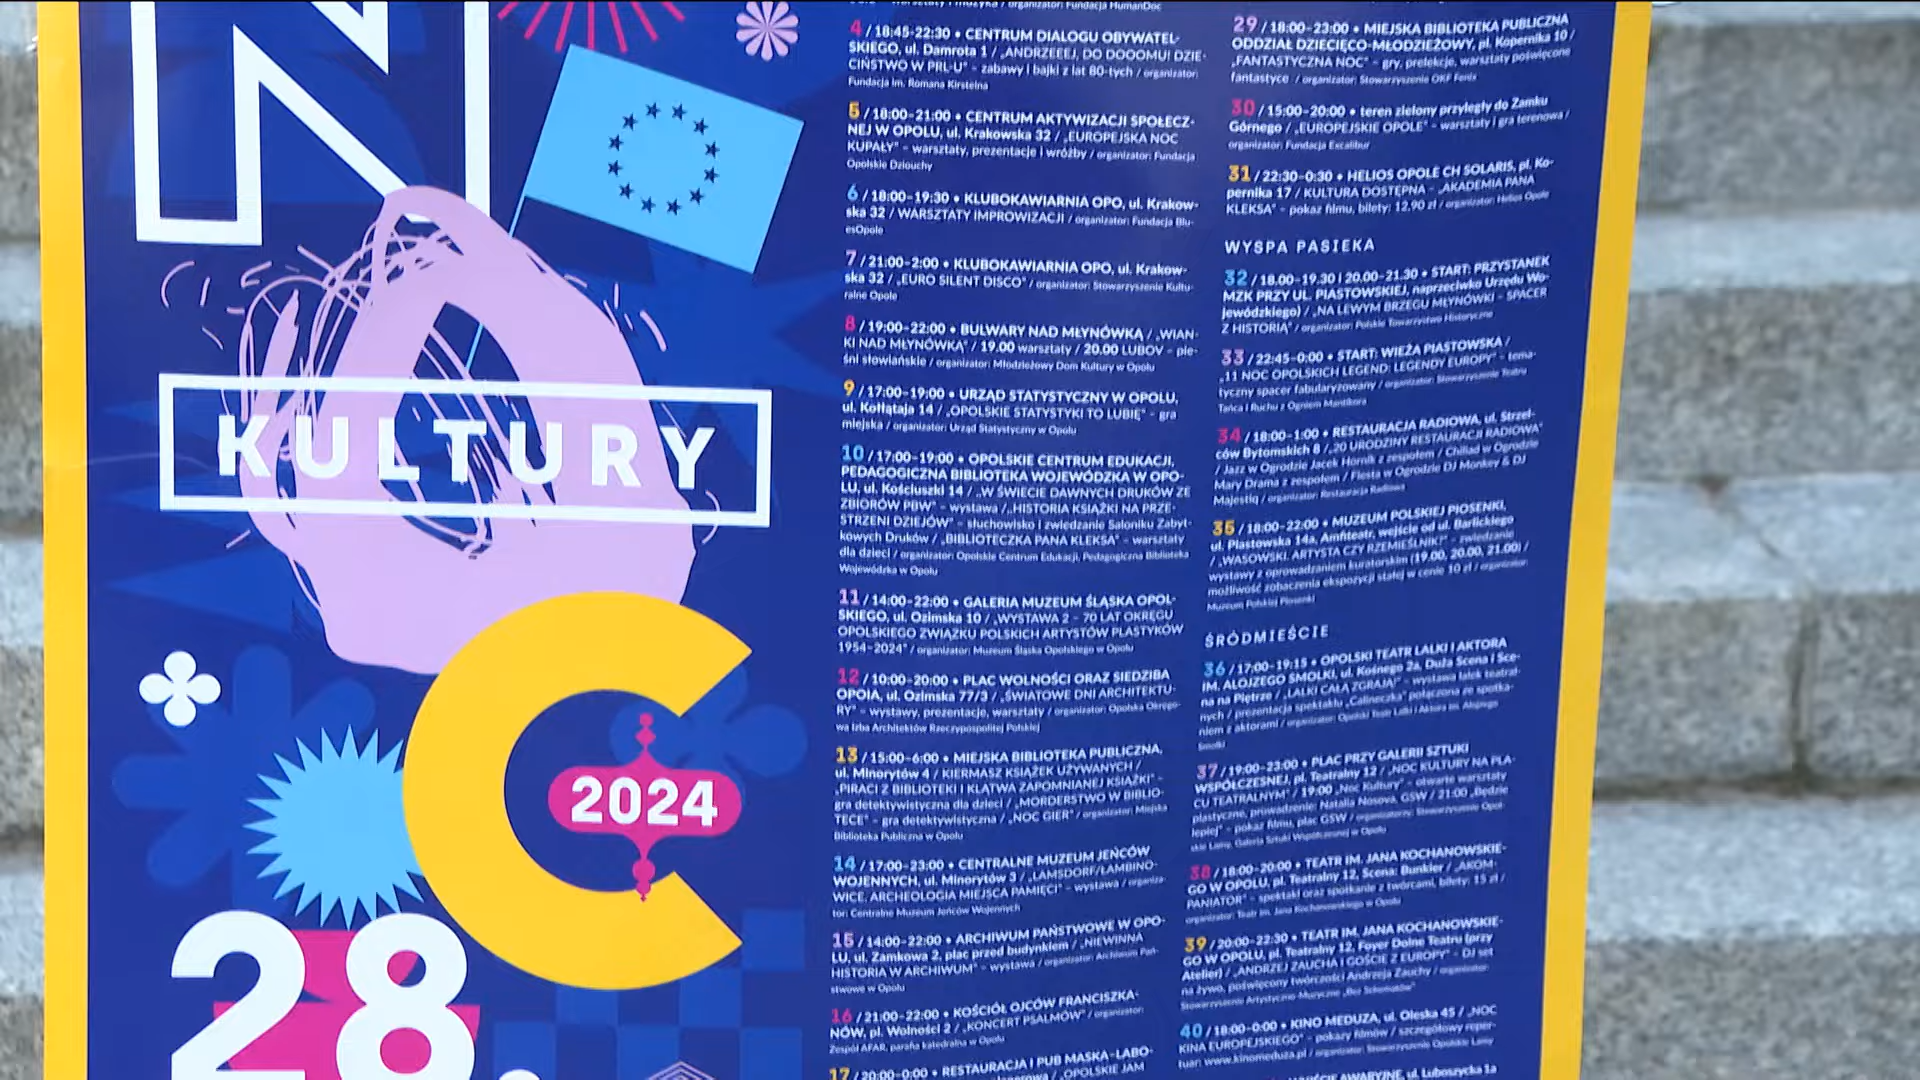 N
KULTURY
C
2024
28
4 / 18:45-22:30 • CENTRUM DIALOGU OBYWATEL-
SKIEGO, ul. Damrota 1 / „ANDRZEEEJ, DO DOOOMU! DZIE-
CIŃSTWO W PRL-U” – zabawy i bajki z lat 80-tych / organizator:
Fundacja im. Romana Kirsteina
5 / 18:00-21:00 • CENTRUM AKTYWIZACJI SPOŁECZ-
NEJ W OPOLU, ul. Krakowska 32 / „EUROPEJSKA NOC
KUPAŁY” – warsztaty, prezentacje i wróżby / organizator: Fundacja
Opolskie Dziouchy
6 / 18:00-19:30 • KLUBOKAWIARNIA OPO, ul. Krakow-
ska 32 / WARSZTATY IMPROWIZACJI / organizator: Fundacja Blu-
esOpole
7 / 21:00-2:00 • KLUBOKAWIARNIA OPO, ul. Krakow-
ska 32 / „EURO SILENT DISCO” / organizator: Stowarzyszenie Kultu-
ralne Opole
8 / 19:00-22:00 • BULWARY NAD MŁYNÓWKĄ / „WIAN-
KI NAD MŁYNÓWKĄ” / 19.00 warsztaty / 20.00 LUBOV – pie-
śni słowiańskie / organizator: Młodzieżowy Dom Kultury w Opolu
9 / 17:00-19:00 • URZĄD STATYSTYCZNY W OPOLU,
ul. Kołłątaja 14 / „OPOLSKIE STATYSTYKI TO LUBIĘ” – gra
miejska / organizator: Urząd Statystyczny w Opolu
10 / 17:00-19:00 • OPOLSKIE CENTRUM EDUKACJI,
PEDAGOGICZNA BIBLIOTEKA WOJEWÓDZKA W OPO-
LU, ul. Kościuszki 14 / „W ŚWIECIE DAWNYCH DRUKÓW ZE
ZBIORÓW PBW” – wystawa / „HISTORIA KSIĄŻKI NA PRZE-
STRZENI DZIEJÓW” – słuchowisko i zwiedzanie Saloniku Zabyt-
kowych Druków / „BIBLIOTECZKA PANA KLEKSA” – warsztaty
dla dzieci / organizator: Opolskie Centrum Edukacji, Pedagogiczna Biblioteka
Wojewódzka w Opolu
11 / 14:00-22:00 • GALERIA MUZEUM ŚLĄSKA OPOL-
SKIEGO, ul. Ozimska 10 / „WYSTAWA 2 – 70 LAT OKRĘGU
OPOLSKIEGO ZWIĄZKU POLSKICH ARTYSTÓW PLASTYKÓW
1954-2024” / organizator: Muzeum Śląska Opolskiego w Opolu
12 / 10:00-20:00 • PLAC WOLNOŚCI ORAZ SIEDZIBA
OPOIA, ul. Ozimska 77/3 / „ŚWIATOWE DNI ARCHITEKTU-
RY” – wystawy, prezentacje, warsztaty / organizator: Opolska Okręgo-
wa Izba Architektów Rzeczypospolitej Polskiej
13 / 15:00-6:00 • MIEJSKA BIBLIOTEKA PUBLICZNA,
ul. Minorytów 4 / KIERMASZ KSIĄŻEK UŻYWANYCH /
„PIRACI Z BIBLIOTEKI I KLĄTWA ZAPOMNIANEJ KSIĄŻKI” –
gra detektywistyczna dla dzieci / „MORDERSTWO W BIBLIO-
TECE” – gra detektywistyczna / „NOC GIER” / organizator: Miejska
Biblioteka Publiczna w Opolu
14 / 17:00-23:00 • CENTRALNE MUZEUM JEŃCÓW
WOJENNYCH, ul. Minorytów 3 / „LAMSDORF/ŁAMBINO-
WICE. ARCHEOLOGIA MIEJSCA PAMIĘCI” – wystawa / organiza-
tor: Centralne Muzeum Jeńców Wojennych
15 / 14:00-22:00 • ARCHIWUM PAŃSTWOWE W OPO-
LU, ul. Zamkowa 2, plac przed budynkiem / „NIEWINNA
HISTORIA W ARCHIWUM” – wystawa / organizator: Archiwum Pań-
stwowe w Opolu
16 / 21:00-22:00 • KOŚCIÓŁ OJCÓW FRANCISZKA-
NÓW, pl. Wolności 2 / „KONCERT PSALMÓW” / organizator:
Zespół AFAR, parafia katedralna w Opolu
17 / 20:00-0:00 • RESTAURACJA I PUB MASKA-LABO-
„OPOLSKIE JAM
29 / 18:00-23:00 • MIEJSKA BIBLIOTEKA PUBLICZNA
ODDZIAŁ DZIECIĘCO-MŁODZIEŻOWY, pl. Kopernika 10 /
„FANTASTYCZNA NOC” – gry, prelekcje, warsztaty poświęcone
fantastyce / organizator: Stowarzyszenie OKF Fenix
30 / 15:00-20:00 • teren zielony przyległy do Zamku
Górnego / „EUROPEJSKIE OPOLE” – warsztaty i gra terenowa /
organizator: Fundacja Excalibur
31 / 22:30-0:30 • HELIOS OPOLE CH SOLARIS, pl. Ko-
pernika 17 / KULTURA DOSTĘPNA – „AKADEMIA PANA
KLEKSA” – pokaz filmu, bilety: 12,90 zł / organizator: Helios Opole
WYSPA PASIEKA
32 / 18.00-19.30 i 20.00-21.30 • START: PRZYSTANEK
MZK PRZY UL. PIASTOWSKIEJ, naprzeciwko Urzędu Wo-
jewódzkiego) / „NA LEWYM BRZEGU MŁYNÓWKI – SPACER
Z HISTORIĄ” / organizator: Polskie Towarzystwo Historyczne
33 / 22:45-0:00 • START: WIEŻA PIASTOWSKA /
„11 NOC OPOLSKICH LEGEND: LEGENDY EUROPY” – tema-
tyczny spacer fabularyzowany / organizator: Stowarzyszenie Teatru
Tańca i Ruchu z Ogniem Mantikora
34 / 18:00-1:00 • RESTAURACJA RADIOWA, ul. Strzel-
ców Bytomskich 8 / „20 URODZINY RESTAURACJI RADIOWA”
/ Jazz w Ogrodzie Jacek Hornik z zespołem / Chillad w Ogrodzie
Mary Drama z zespołem / Fiesta w Ogrodzie DJ Monkey & DJ
Majestiq / organizator: Restauracja Radiowa
35 / 18:00-22:00 • MUZEUM POLSKIEJ PIOSENKI,
ul. Piastowska 14a, Amfiteatr, wejście od ul. Barlickiego
/ „WASOWSKI. ARTYSTA CZY RZEMIEŚLNIK?” – zwiedzanie
wystawy z oprowadzaniem kuratorskim (19.00, 20.00, 21.00) /
możliwość zobaczenia ekspozycji stałej w cenie 10 zł / organizator:
Muzeum Polskiej Piosenki
ŚRÓDMIEŚCIE
36 / 17:00-19:15 • OPOLSKI TEATR LALKI I AKTORA
IM. ALOJZEGO SMOLKI, ul. Kośnego 2a, Duża Scena i Sce-
na na Piętrze / „LALKI CAŁĄ ZGRAJĄ!” – wystawa lalek teatral-
nych / prezentacja spektaklu „Calineczka” połączona ze spotka-
niem z aktorami / organizator: Opolski Teatr Lalki i Aktora im. Alojzego
Smolki
37 / 19:00-23:00 • PLAC PRZY GALERII SZTUKI
WSPÓŁCZESNEJ, pl. Teatralny 12 / „NOC KULTURY NA PLA-
CU TEATRALNYM” / 19:00 „Noc Kultury” – otwarte warsztaty
plastyczne, prowadzenie: Natalia Nosova, GSW / 21:00 „Będzie
lepiej” – pokaz filmu, plac GSW / organizatorzy: Stowarzyszenie Opol-
skie Lamy, Galeria Sztuki Współczesnej w Opolu
38 / 18:00-20:00 • TEATR IM. JANA KOCHANOWSKIE-
GO W OPOLU, pl. Teatralny 12, Scena: Bunkier / „AKOM-
PANIATOR” – spektakl oraz spotkanie z twórcami, bilety: 15 zł /
organizator: Teatr im. Jana Kochanowskiego w Opolu
39 / 20:00-22:30 • TEATR IM. JANA KOCHANOWSKIE-
GO W OPOLU, pl. Teatralny 12, Foyer Dolne Teatru (przy
Atelier) / „ANDRZEJ ZAUCHA I GOŚCIE Z EUROPY” – DJ set
na żywo, poświęcony twórczości Andrzeja Zauchy / organizator:
Stowarzyszenie Artystyczno-Muzyczne „Bez Schematów”
40 / 18:00-0:00 • KINO MEDUZA, ul. Oleska 45 / „NOC
KINA EUROPEJSKIEGO” – pokazy filmów / szczegółowy reper-
tuar: www.kinomeduza.pl / organizator: Stowarzyszenie Opolskie Lamy
AWARYJNE, ul. Luboszycka 1a